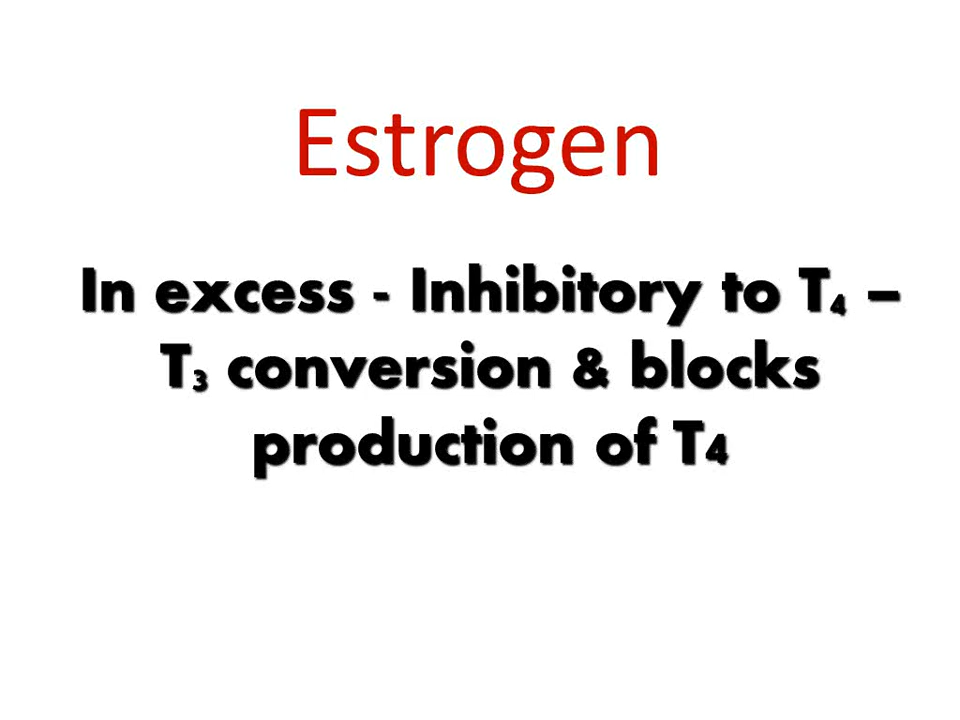 Estrogen
In excess - Inhibitory to T₄ –
T₃ conversion & blocks
production of T4